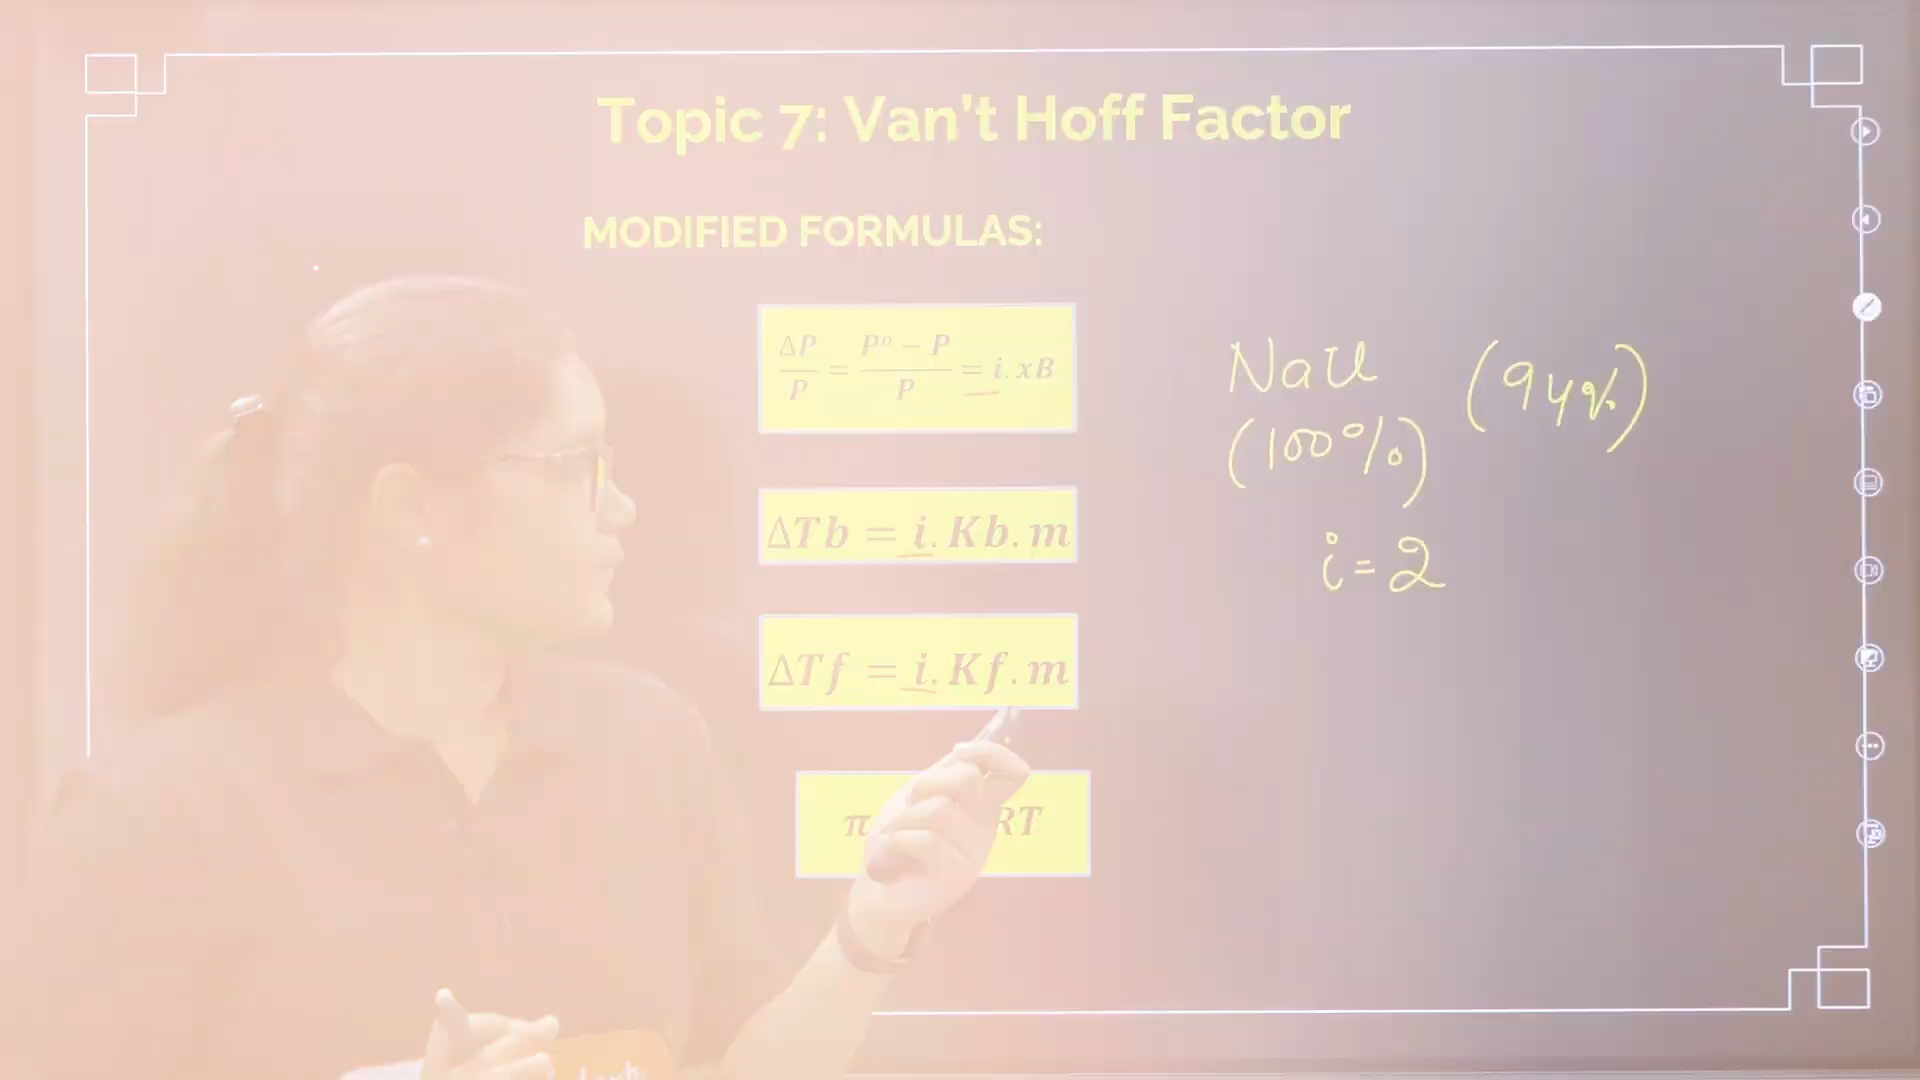 Topic 7: Van't Hoff Factor
MODIFIED FORMULAS:
ΔP/P = (P° − P)/P = i.xB
ΔTb = i.Kb.m
ΔTf = i.Kf.m
π RT
NaCl (94%)
(100%)
i = 2